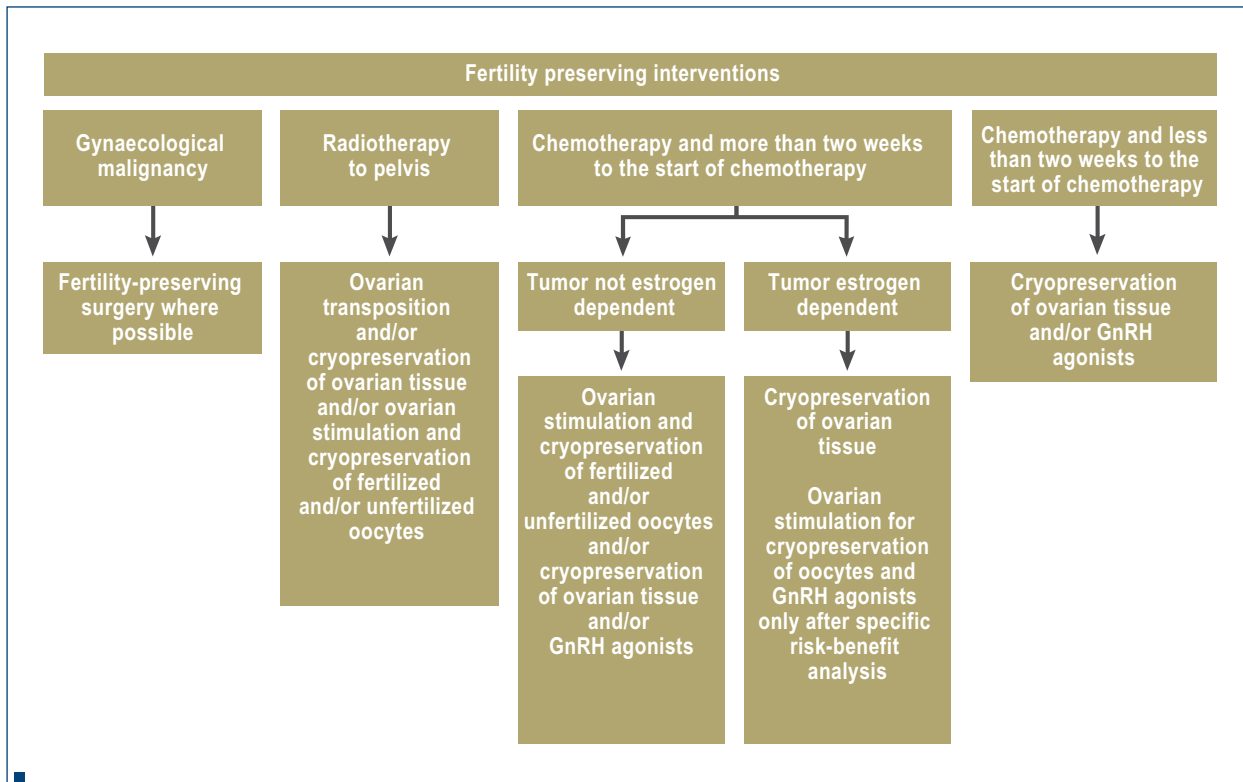 Fertility preserving interventions
Gynaecological
malignancy
Radiotherapy
to pelvis
Chemotherapy and more than two weeks
to the start of chemotherapy
Chemotherapy and less
than two weeks to the
start of chemotherapy
Fertility-preserving
surgery where
possible
Ovarian
transposition
and/or
cryopreservation
of ovarian tissue
and/or ovarian
stimulation and
cryopreservation
of fertilized
and/or unfertilized
oocytes
Tumor not estrogen
dependent
Tumor estrogen
dependent
Cryopreservation
of ovarian tissue
and/or GnRH
agonists
Ovarian
stimulation and
cryopreservation
of fertilized
and/or
unfertilized oocytes
and/or
cryopreservation
of ovarian tissue
and/or
GnRH agonists
Cryopreservation
of ovarian
tissue
Ovarian
stimulation for
cryopreservation
of oocytes and
GnRH agonists
only after specific
risk-benefit
analysis